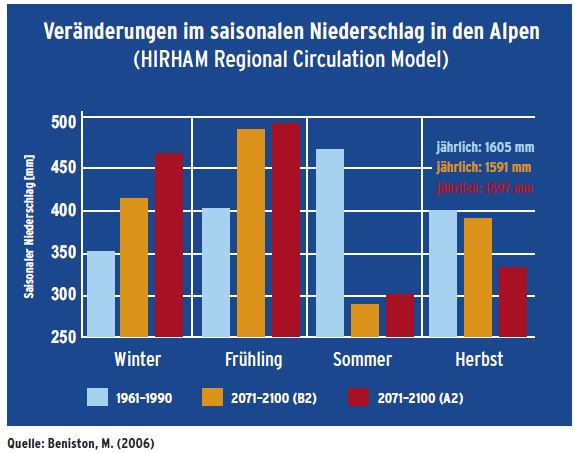 Veränderungen im saisonalen Niederschlag in den Alpen
(HIRHAM Regional Circulation Model)
Saisonaler Niederschlag [mm]
500
450
400
350
300
250
jährlich: 1605 mm
jährlich: 1591 mm
jährlich: 1597 mm
Winter
Frühling
Sommer
Herbst
1961–1990
2071–2100 (B2)
2071–2100 (A2)
Quelle: Beniston, M. (2006)